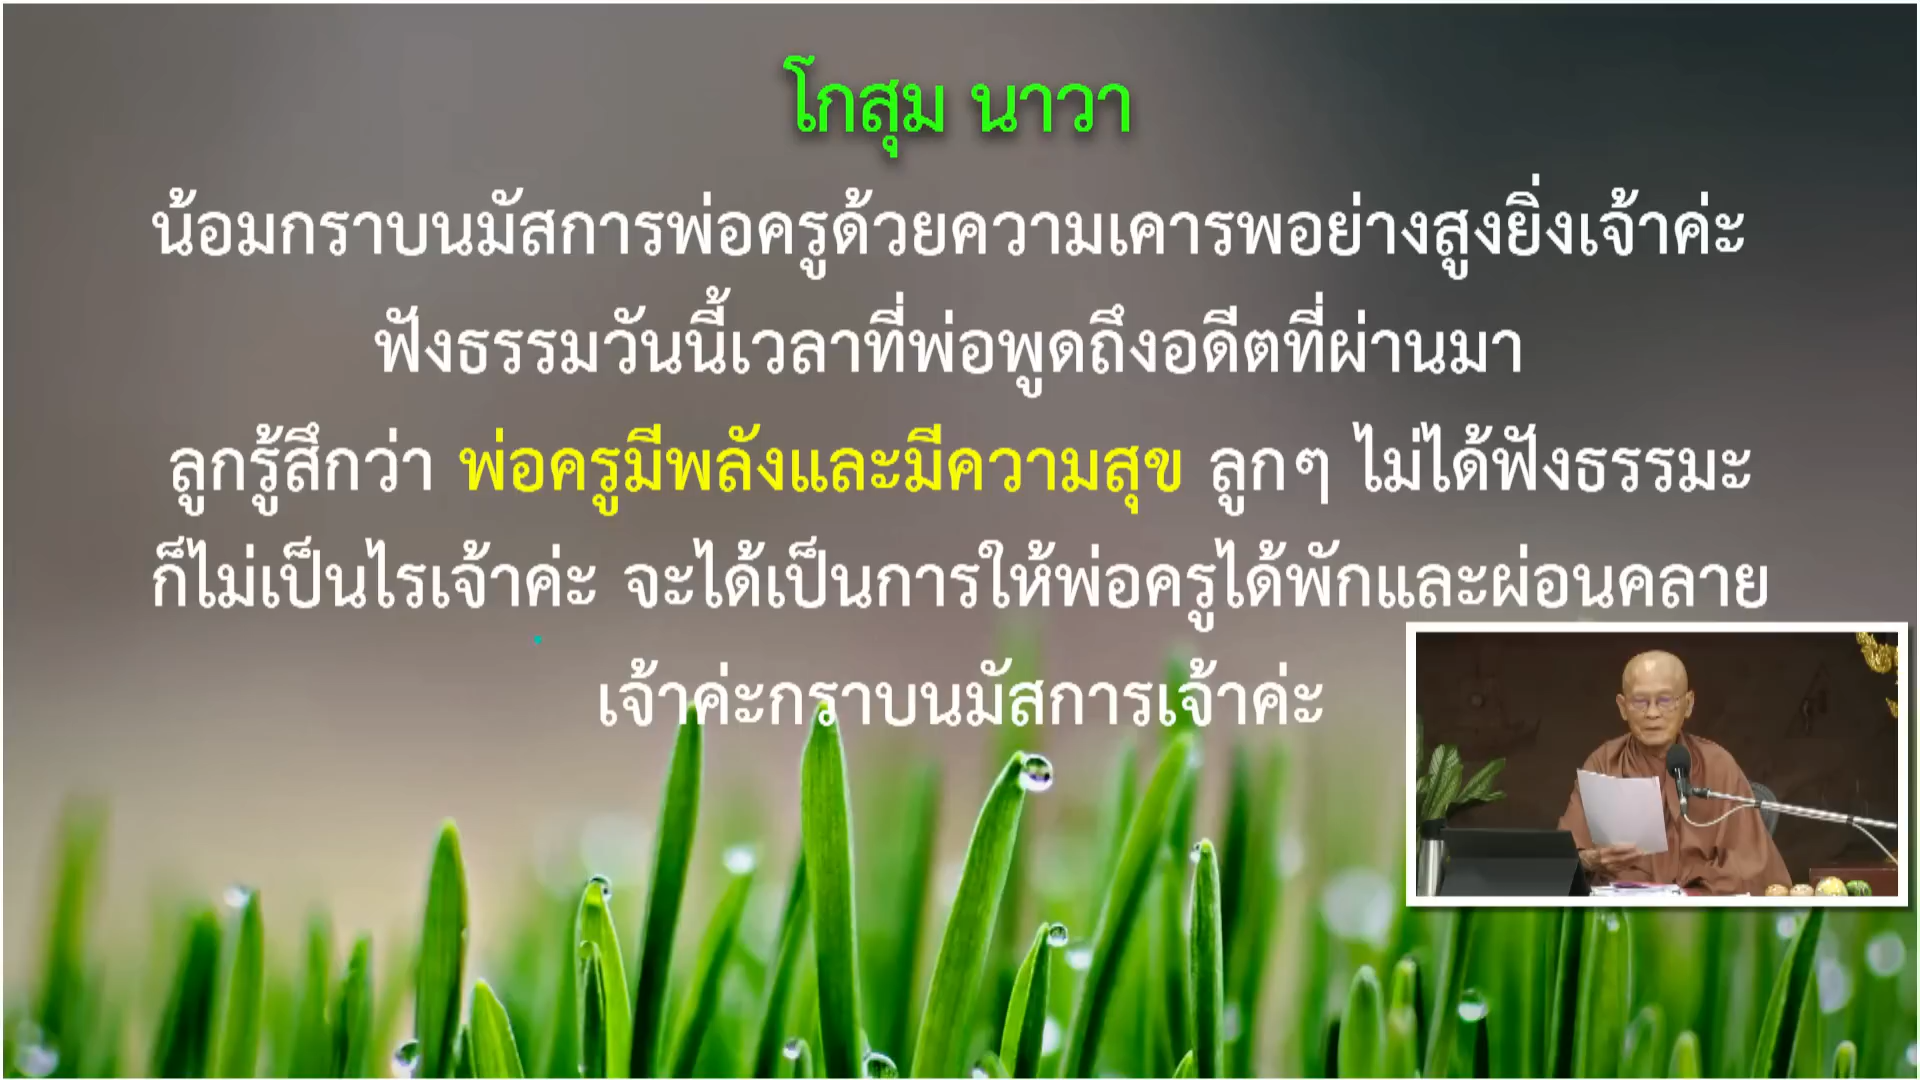 โกสุม นาวา
น้อมกราบนมัสการพ่อครูด้วยความเคารพอย่างสูงยิ่งเจ้าค่ะ
ฟังธรรมวันนี้เวลาที่พ่อพูดถึงอดีตที่ผ่านมา
ลูกรู้สึกว่า พ่อครูมีพลังและมีความสุข ลูกๆ ไม่ได้ฟังธรรมะ
ก็ไม่เป็นไรเจ้าค่ะ จะได้เป็นการให้พ่อครูได้พักและผ่อนคลาย
เจ้าค่ะกราบนมัสการเจ้าค่ะ